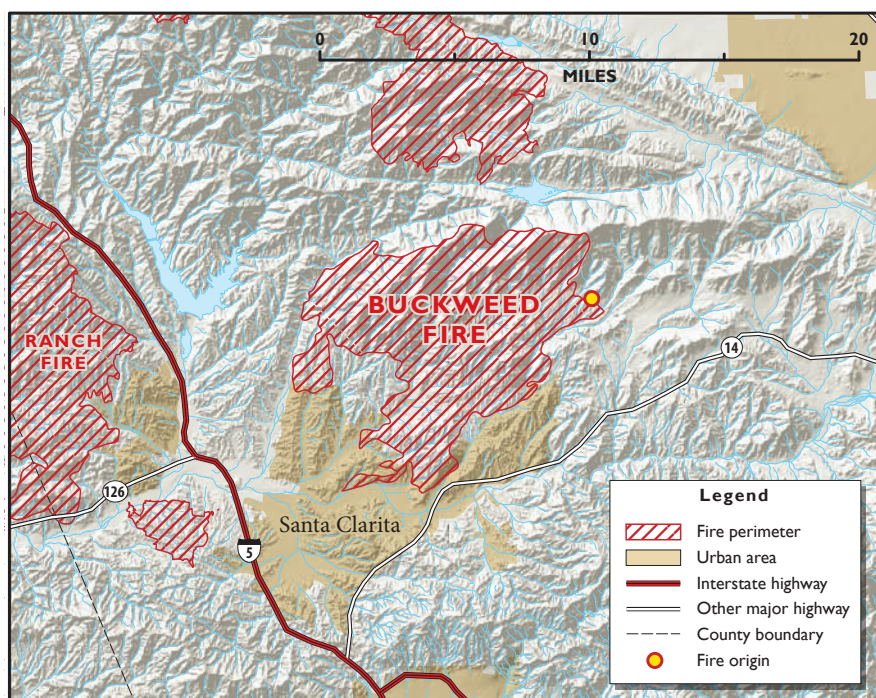 0 10 20
MILES
BUCKWEED
FIRE
RANCH
FIRE
14
126
Santa Clarita
5
Legend
Fire perimeter
Urban area
Interstate highway
Other major highway
County boundary
Fire origin